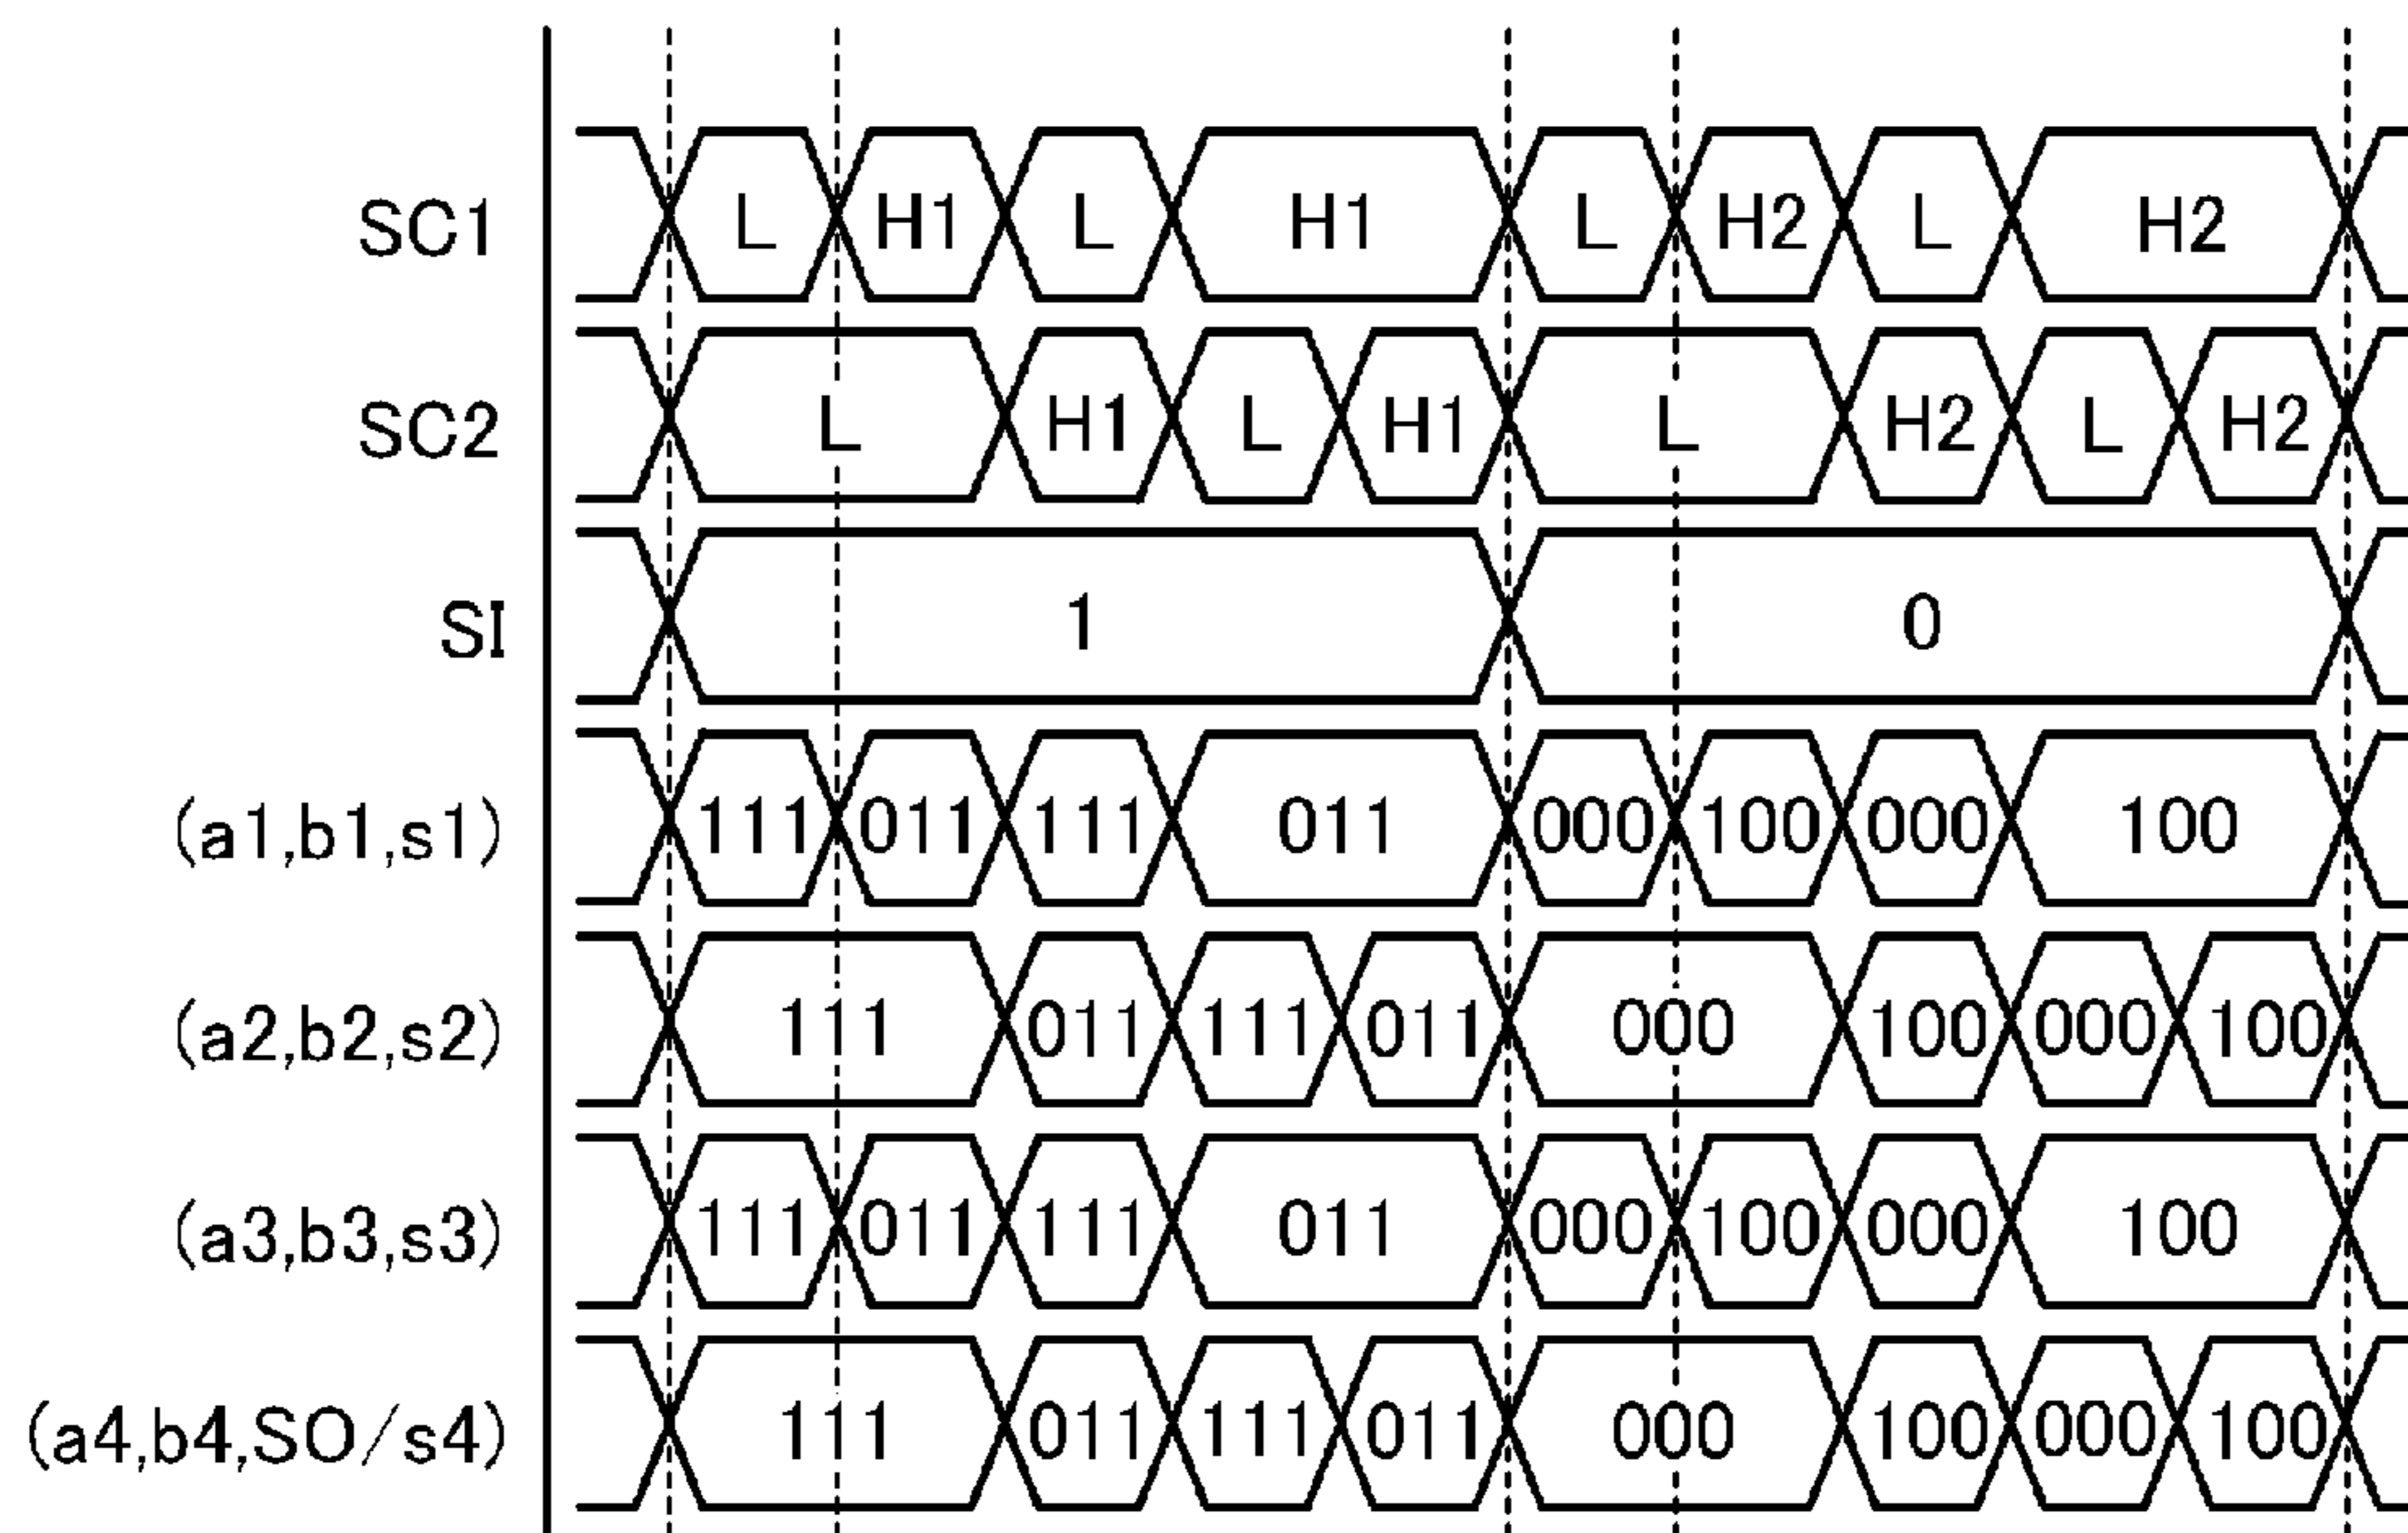 SC1 L H1 L H1 L H2 L H2
SC2 L H1 L H1 L H2 L H2
SI 1 0
(a1,b1,s1) 111 011 111 011 000 100 000 100
(a2,b2,s2) 111 011 111 011 000 100 000 100
(a3,b3,s3) 111 011 111 011 000 100 000 100
(a4,b4,SO/s4) 111 011 111 011 000 100 000 100